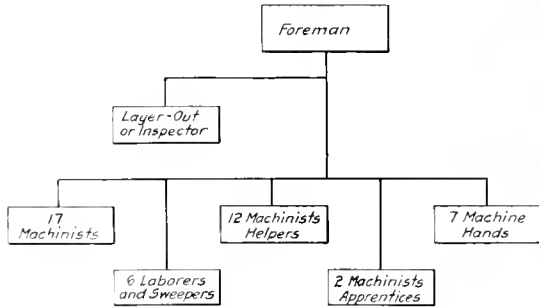 Foreman
Layer-Out
or Inspector
17
Machinists
12 Machinists
Helpers
7 Machine
Hands
6 Laborers
and Sweepers
2 Machinists
Apprentices